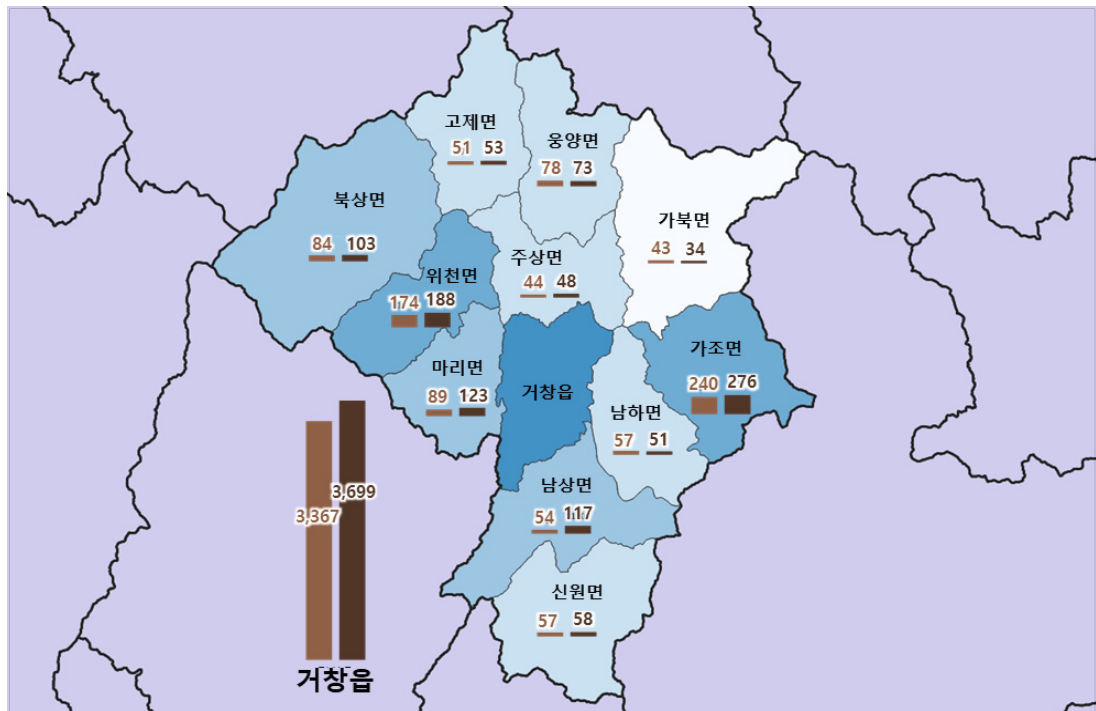 고제면
51 53
웅양면
78 73
북상면
84 103
가북면
43 34
주상면
44 48
위천면
174 188
마리면
89 123
거창읍
가조면
240 276
남하면
57 51
남상면
54 117
신원면
57 58
3,699
3,367
거창읍